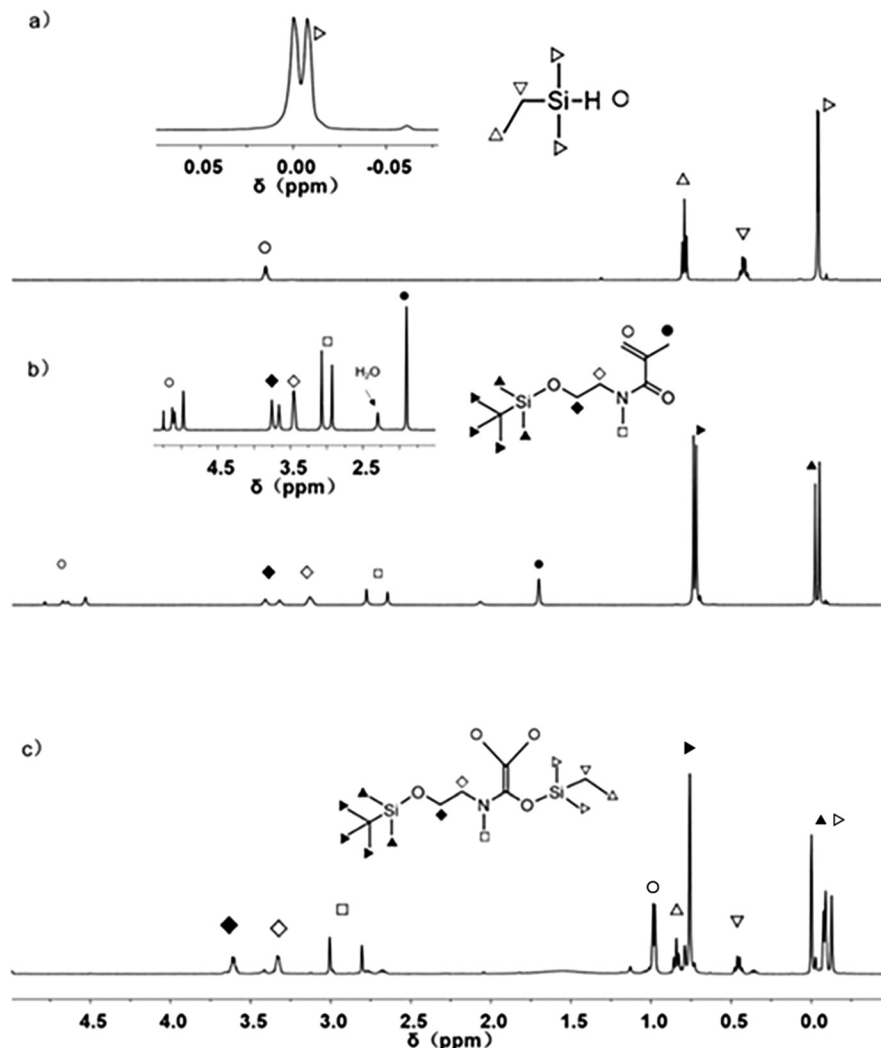 a)
Si
H
0.05
0.00
-0.05
δ (ppm)
b)
H₂O
4.5
3.5
2.5
δ (ppm)
Si
O
N
O
c)
Si
O
N
O
Si
4.5
4.0
3.5
3.0
2.5
2.0
1.5
1.0
0.5
0.0
δ (ppm)